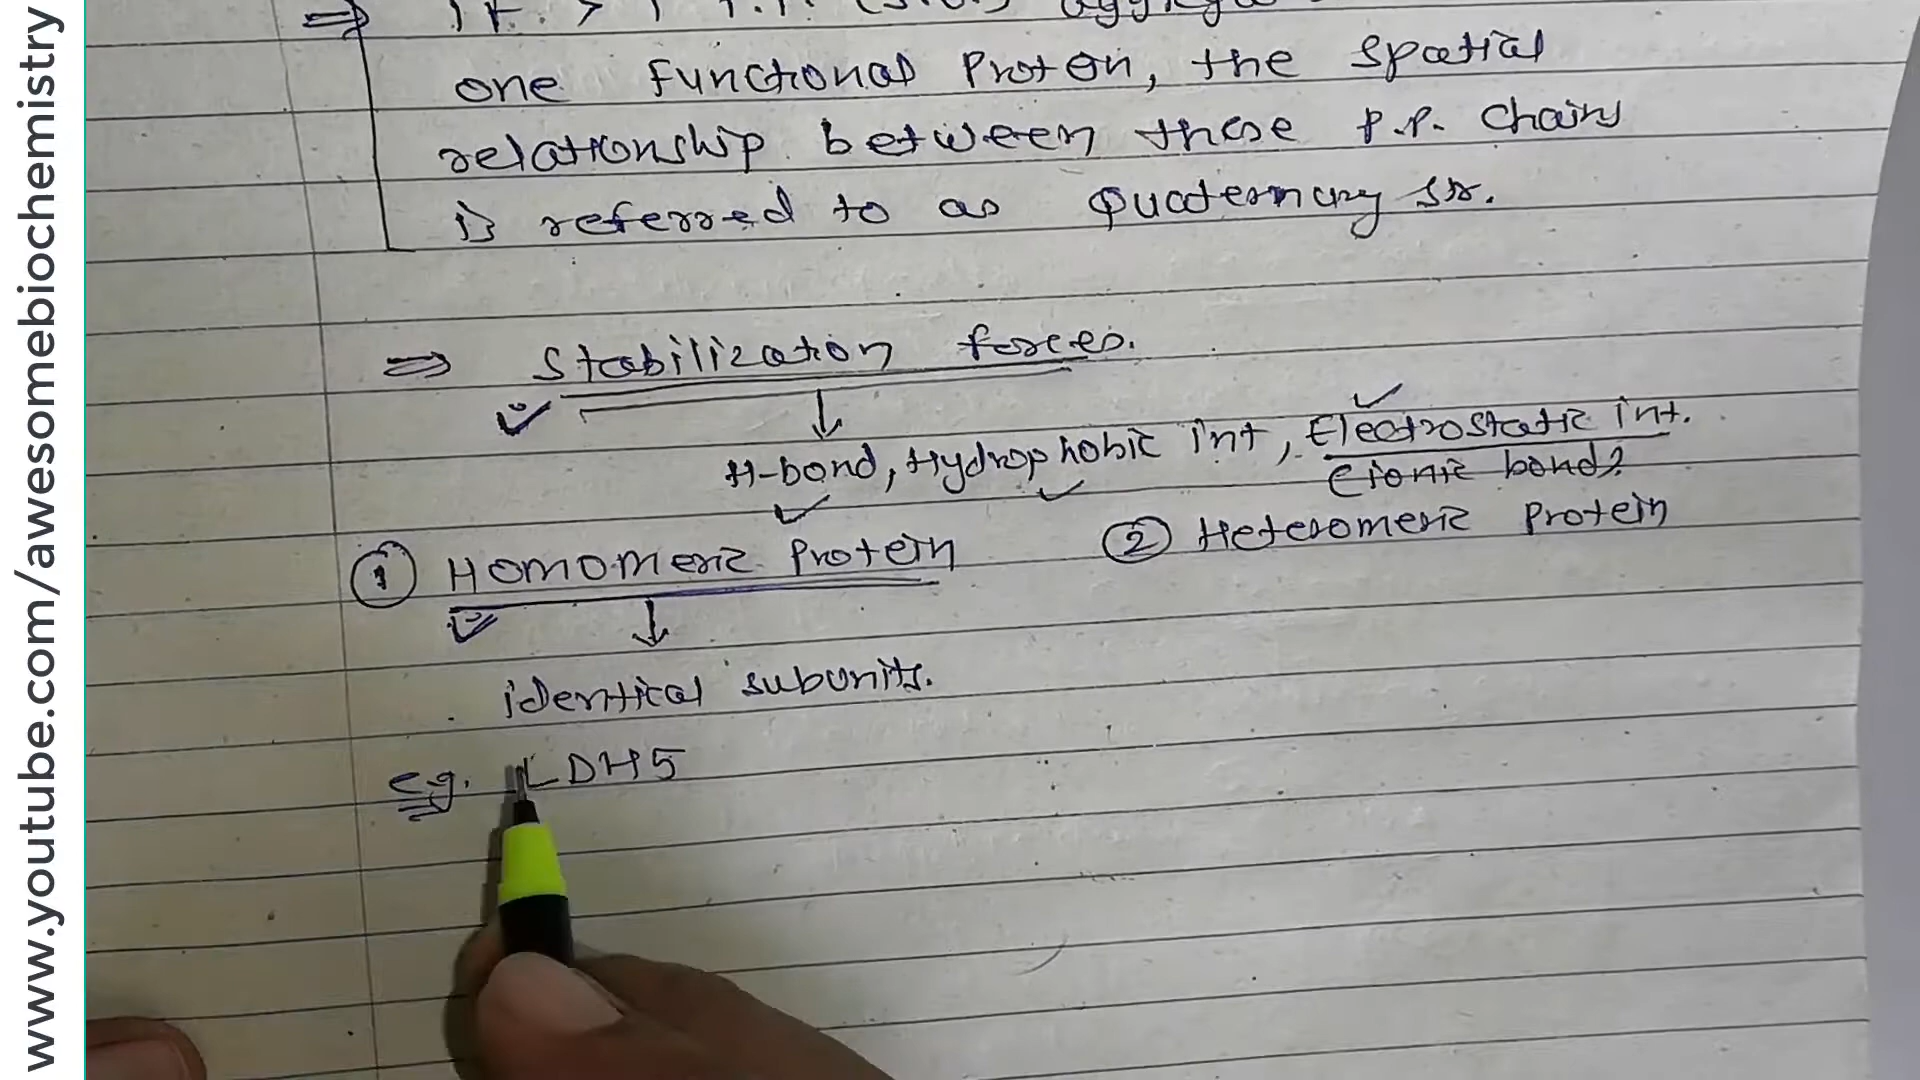 one functional Protein, the spatial
relationship between these P.P. chains
is referred to as Quaternary str.
⇒ Stabilization forces.
H-bond, Hydrophobic int, Electrostatic int.
(ionic bond)
① Homomeric Protein
② Heteromeric Protein
identical subunits.
eg. LDH5
www.youtube.com/awesomebiochemistry